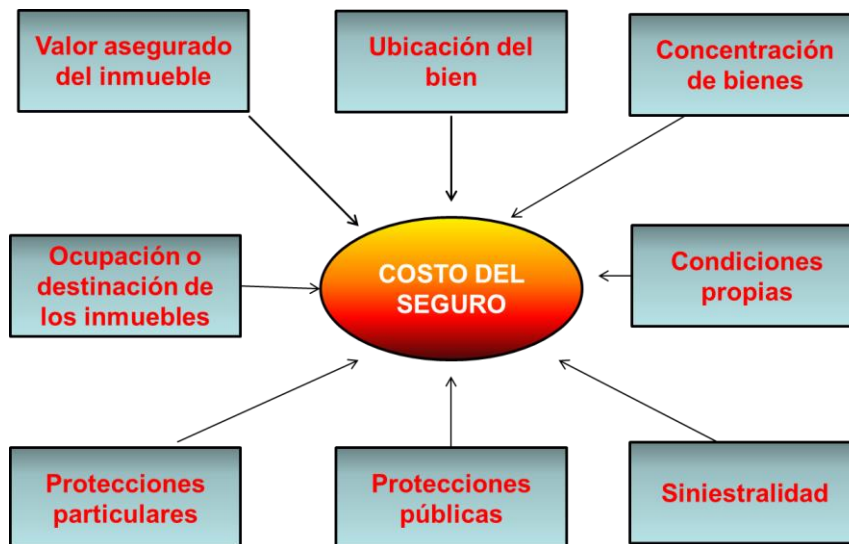 Valor asegurado
del inmueble
Ubicación del
bien
Concentración
de bienes
Ocupación o
destinación de
los inmuebles
COSTO DEL
SEGURO
Condiciones
propias
Protecciones
particulares
Protecciones
públicas
Siniestralidad